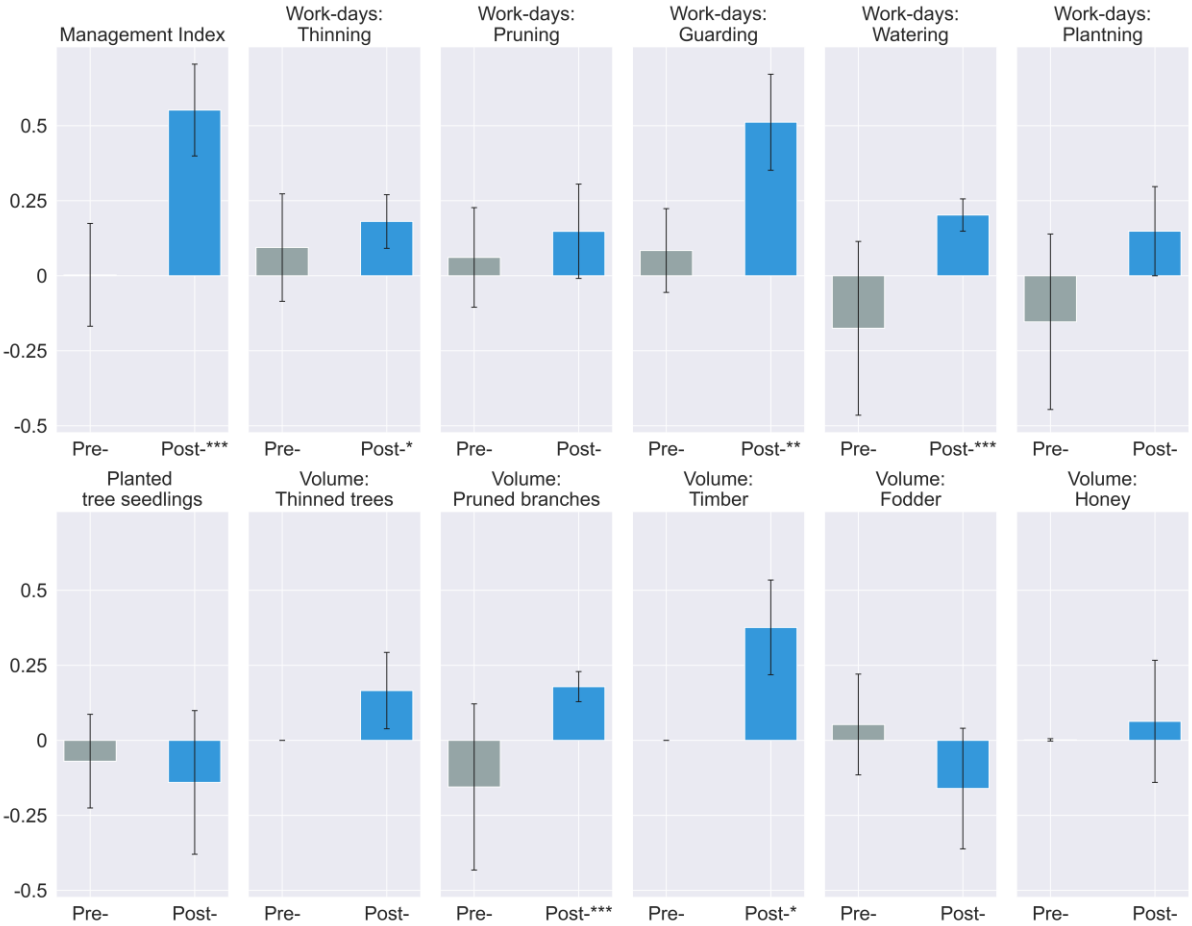 Management Index
Work-days:
Thinning
Work-days:
Pruning
Work-days:
Guarding
Work-days:
Watering
Work-days:
Plantning
0.5
0.25
0
-0.25
-0.5
Pre-
Post-***
Pre-
Post-*
Pre-
Post-
Pre-
Post-**
Pre-
Post-***
Pre-
Post-
Planted
tree seedlings
Volume:
Thinned trees
Volume:
Pruned branches
Volume:
Timber
Volume:
Fodder
Volume:
Honey
0.5
0.25
0
-0.25
-0.5
Pre-
Post-
Pre-
Post-
Pre-
Post-***
Pre-
Post-*
Pre-
Post-
Pre-
Post-